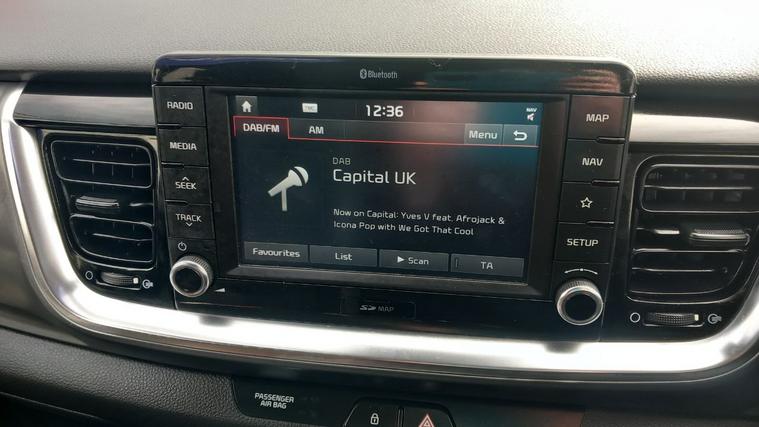 Bluetooth
RADIO
MEDIA
SEEK
TRACK
12:36
NAV
DAB/FM
AM
Menu
DAB
Capital UK
Now on Capital: Yves V feat. Afrojack &
Icona Pop with We Got That Cool
Favourites
List
Scan
TA
MAP
NAV
SETUP
SD MAP
PASSENGER
AIR BAG